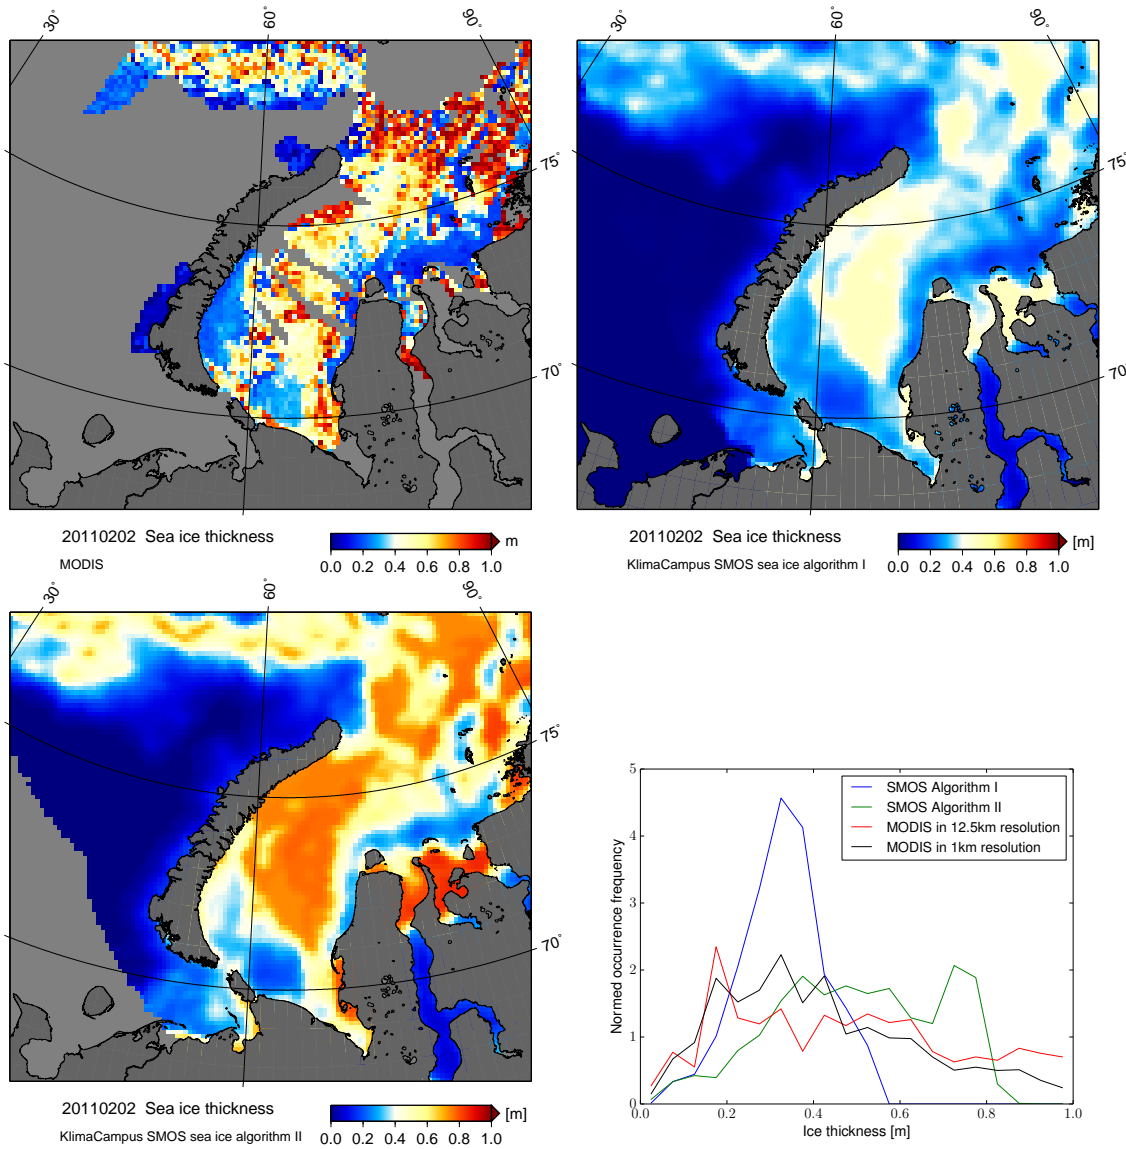 30°
60°
90°
75°
70°
20110202 Sea ice thickness
MODIS
0.0 0.2 0.4 0.6 0.8 1.0
m
30°
60°
90°
75°
70°
20110202 Sea ice thickness
KlimaCampus SMOS sea ice algorithm I
0.0 0.2 0.4 0.6 0.8 1.0
[m]
30°
60°
90°
75°
70°
20110202 Sea ice thickness
KlimaCampus SMOS sea ice algorithm II
0.0 0.2 0.4 0.6 0.8 1.0
[m]
SMOS Algorithm I
SMOS Algorithm II
MODIS in 12.5km resolution
MODIS in 1km resolution
Normed occurrence frequency
5
4
3
2
1
0
0.0 0.2 0.4 0.6 0.8 1.0
Ice thickness [m]